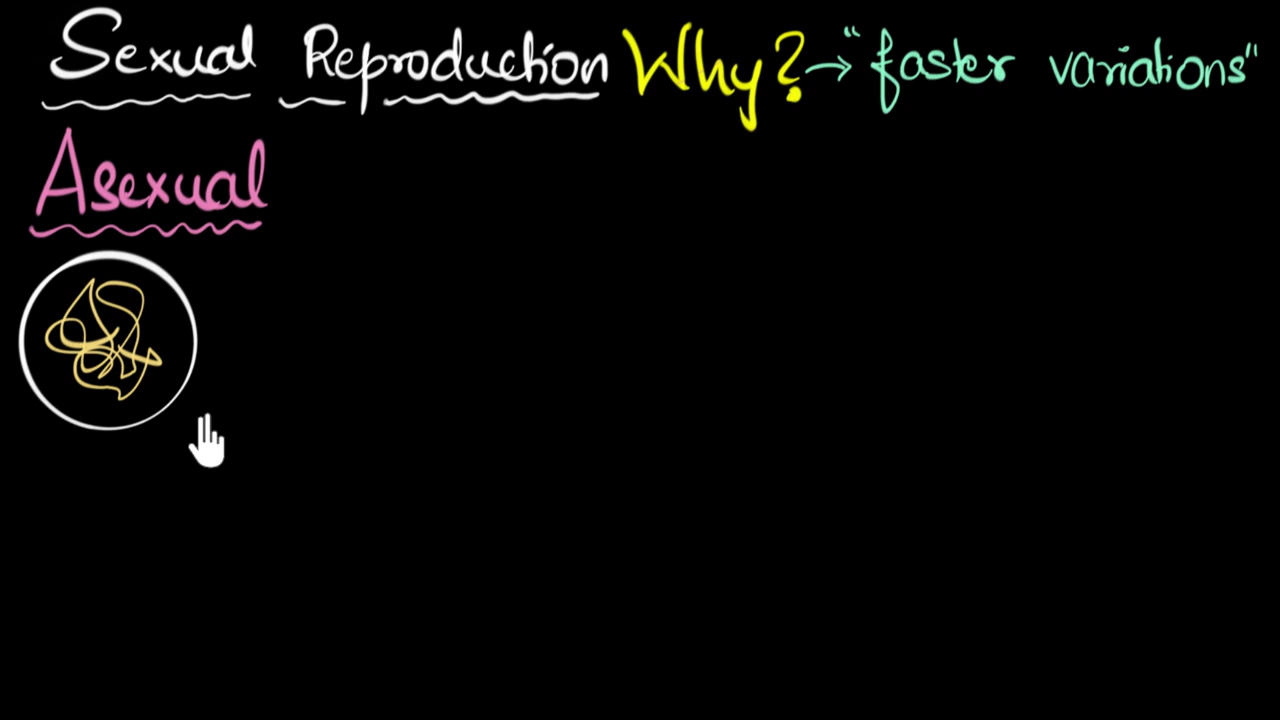 Sexual Reproduction Why? → "faster variations"
Asexual